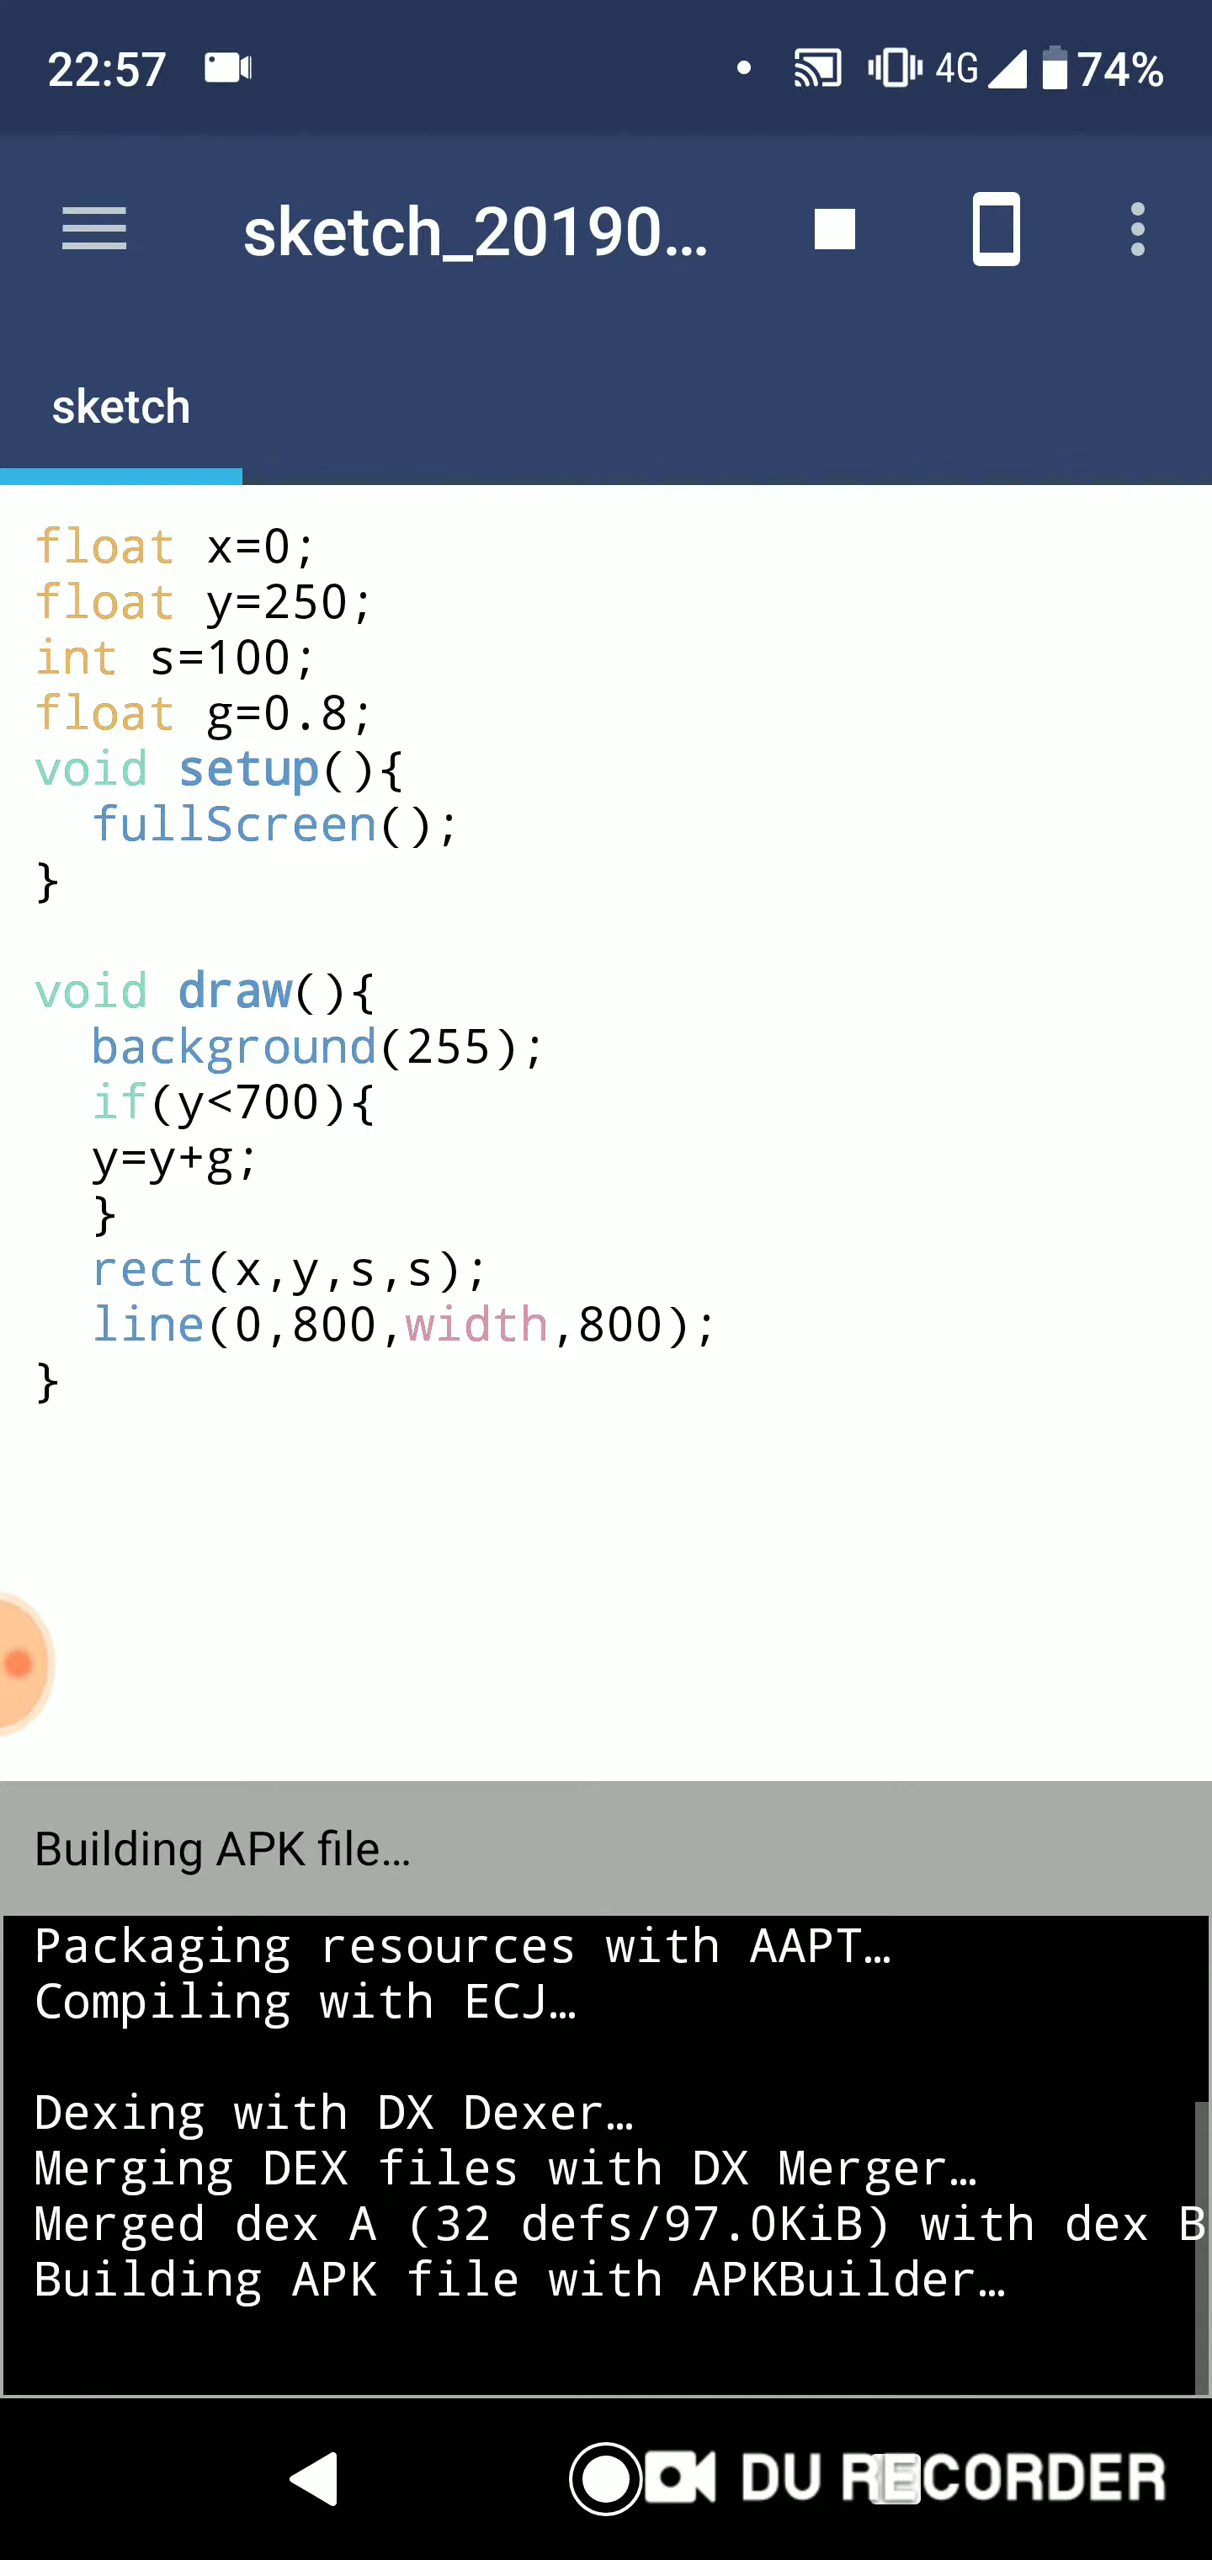 22:57 4G 74%
sketch_20190...
sketch
float x=0;
float y=250;
int s=100;
float g=0.8;
void setup(){
  fullScreen();
}
void draw(){
  background(255);
  if(y<700){
  y=y+g;
  }
  rect(x,y,s,s);
  line(0,800,width,800);
}
Building APK file...
Packaging resources with AAPT…
Compiling with ECJ…
Dexing with DX Dexer…
Merging DEX files with DX Merger…
Merged dex A (32 defs/97.0KiB) with dex B
Building APK file with APKBuilder…
DU RECORDER